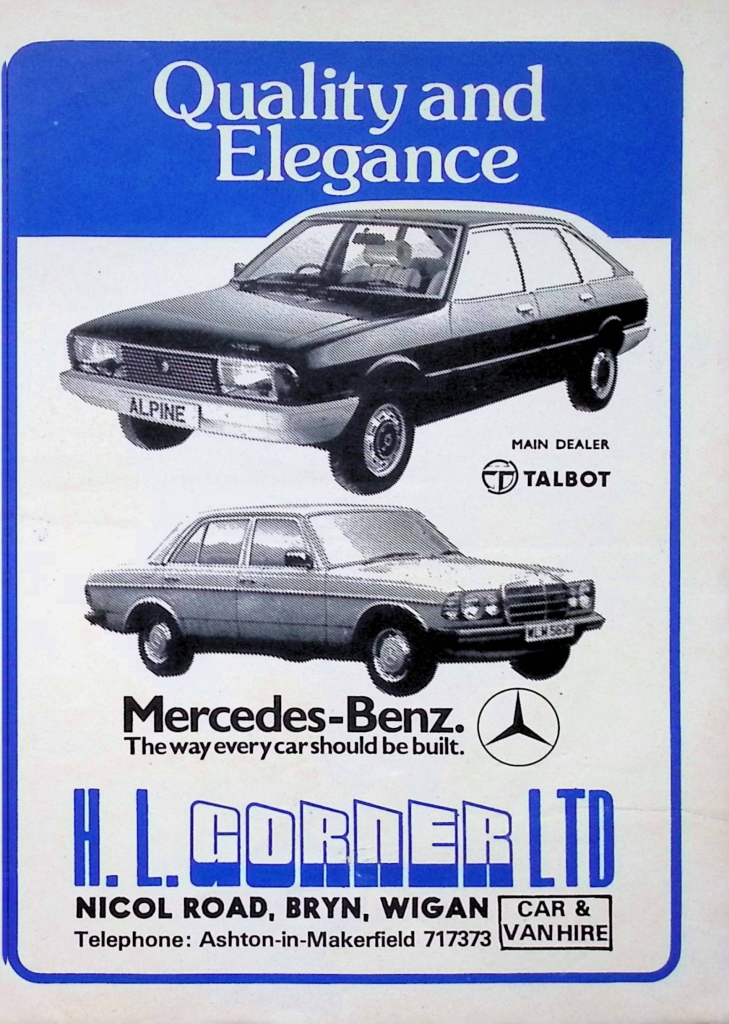 Quality and
Elegance
ALPINE
MAIN DEALER
TALBOT
Mercedes-Benz.
The way every car should be built.
H. L. GORNER LTD
NICOL ROAD, BRYN, WIGAN
Telephone: Ashton-in-Makerfield 717373
CAR &
VAN HIRE